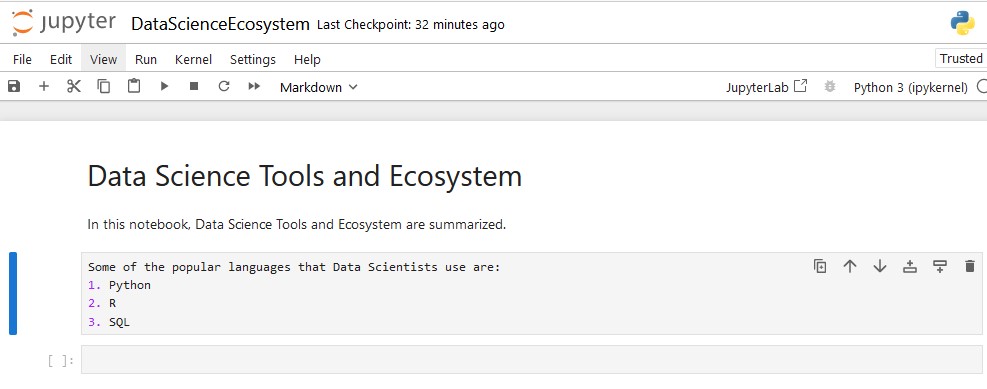 jupyter DataScienceEcosystem Last Checkpoint: 32 minutes ago
File Edit View Run Kernel Settings Help Trusted
Markdown JupyterLab Python 3 (ipykernel)
Data Science Tools and Ecosystem
In this notebook, Data Science Tools and Ecosystem are summarized.
Some of the popular languages that Data Scientists use are:
1. Python
2. R
3. SQL
[ ]: